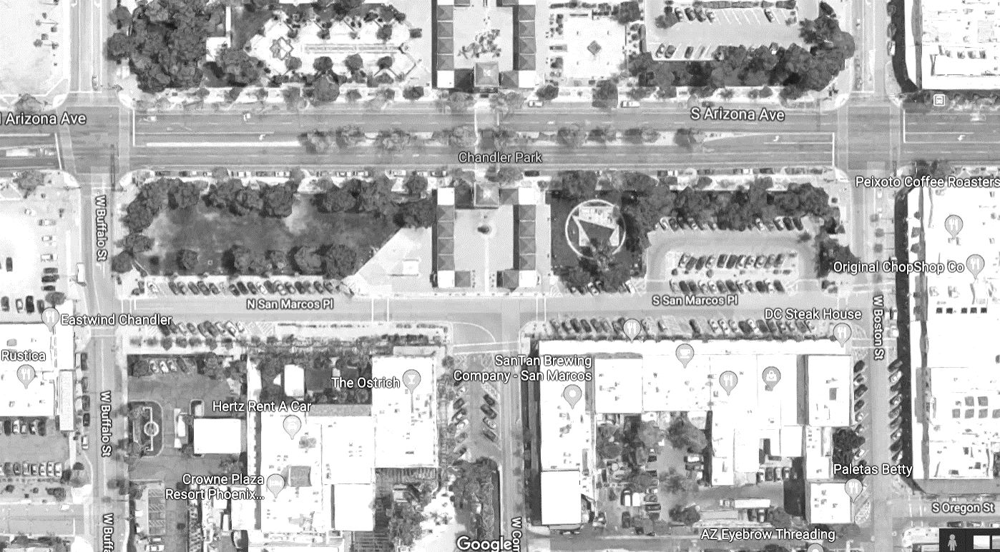 Arizona Ave
S Arizona Ave
Chandler Park
Peixoto Coffee Roasters
W Buffalo St
Original ChopShop Co
N San Marcos Pl
S San Marcos Pl
DC Steak House
W Boston St
Eastwind Chandler
Rustica
SanTan Brewing
Company - San Marcos
The Ostrich
W Buffalo St
Hertz Rent A Car
Crowne Plaza
Resort Phoenix...
Paletas Betty
S Oregon St
W Buffa
W Com
AZ Eyebrow Threading
Google